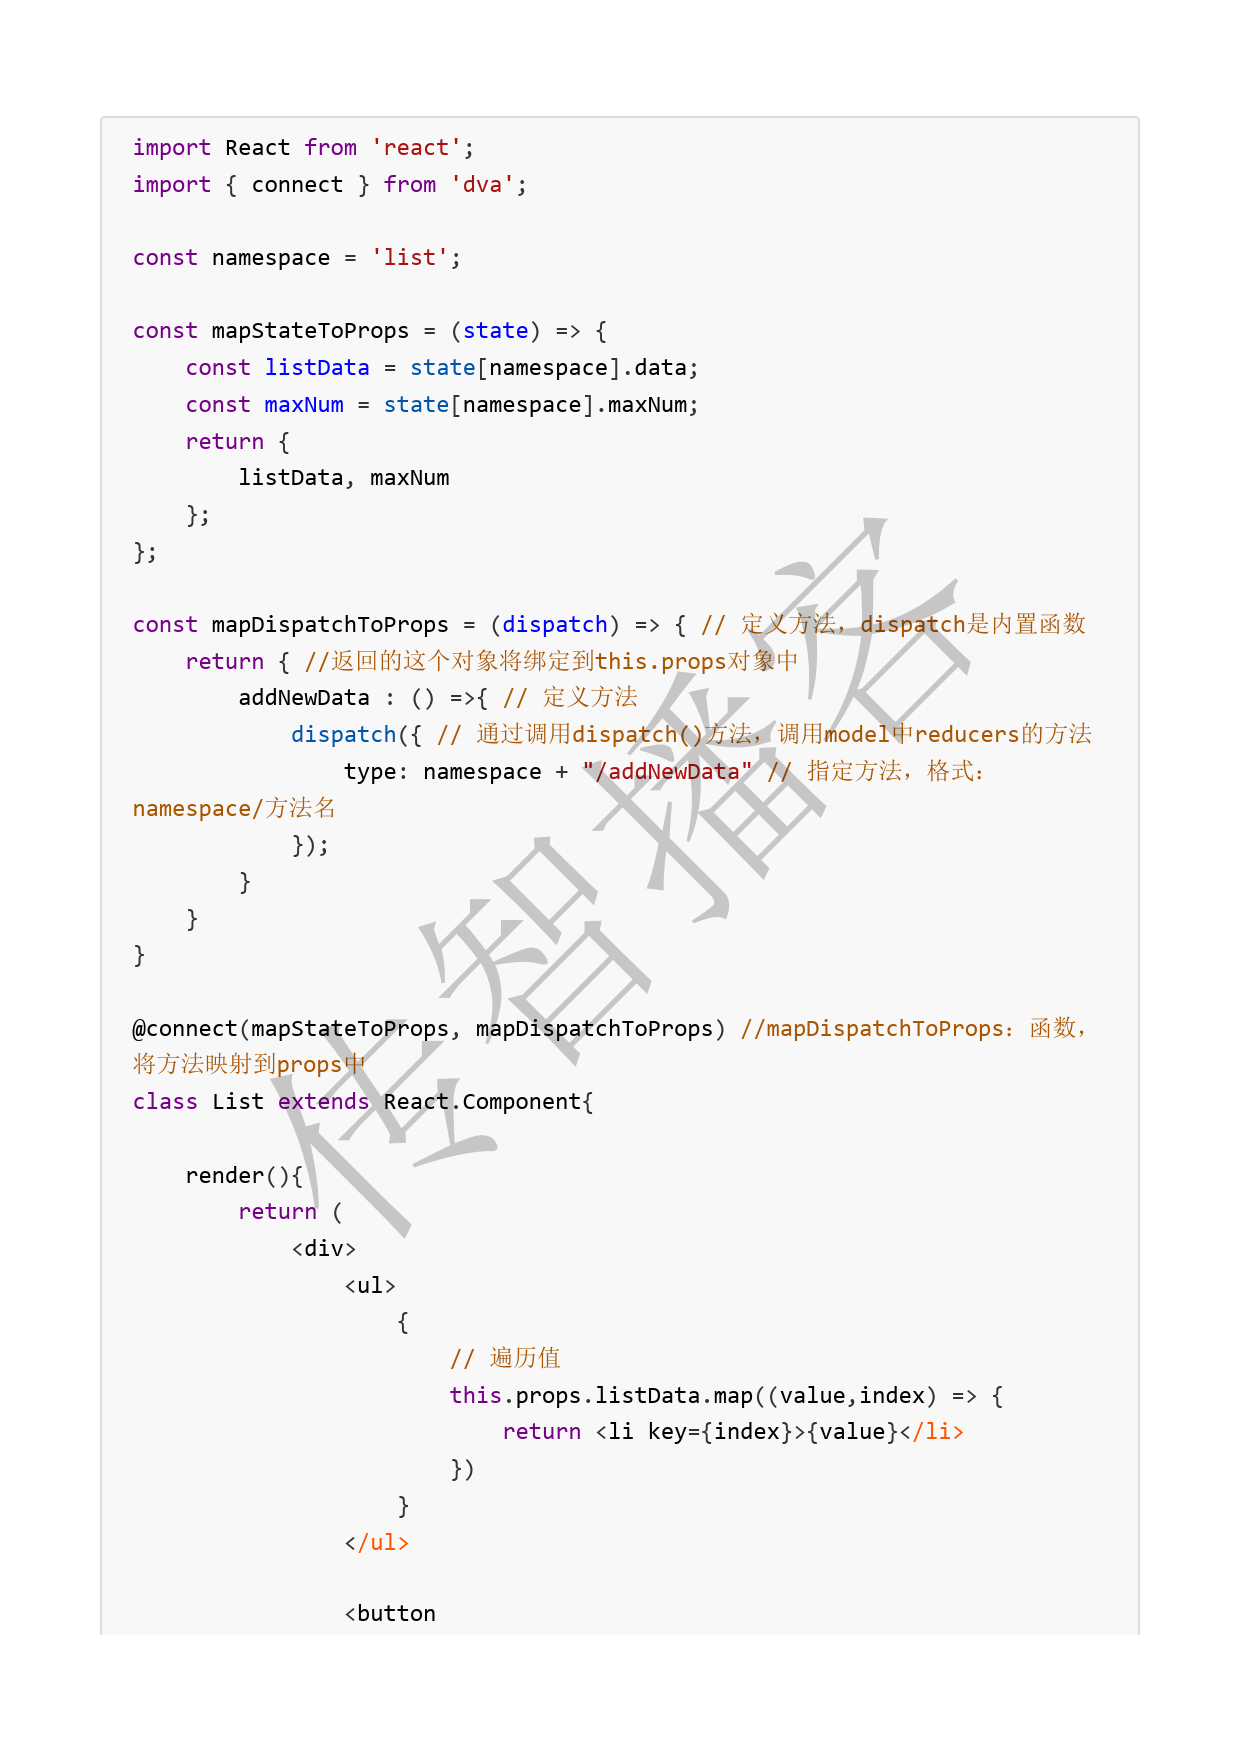 import React from 'react';
import { connect } from 'dva';
const namespace = 'list';
const mapStateToProps = (state) => {
    const listData = state[namespace].data;
    const maxNum = state[namespace].maxNum;
    return {
        listData, maxNum
    };
};
const mapDispatchToProps = (dispatch) => { // 定义方法，dispatch是内置函数
    return { //返回的这个对象将绑定到this.props对象中
        addNewData : () =>{ // 定义方法
            dispatch({ // 通过调用dispatch()方法，调用model中reducers的方法
                type: namespace + "/addNewData" // 指定方法，格式：
namespace/方法名
            });
        }
    }
}
@connect(mapStateToProps, mapDispatchToProps) //mapDispatchToProps：函数，
将方法映射到props中
class List extends React.Component{
    render(){
        return (
            <div>
                <ul>
                    {
                        // 遍历值
                        this.props.listData.map((value,index) => {
                            return <li key={index}>{value}</li>
                        })
                    }
                </ul>
                <button
传智播客